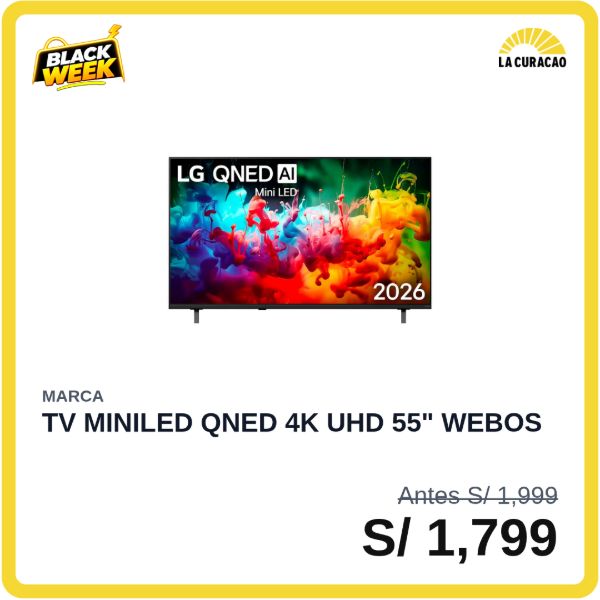 BLACK
WEEK
LA CURACAO
LG QNED AI
Mini LED
2026
MARCA
TV MINILED QNED 4K UHD 55" WEBOS
Antes S/ 1,999
S/ 1,799